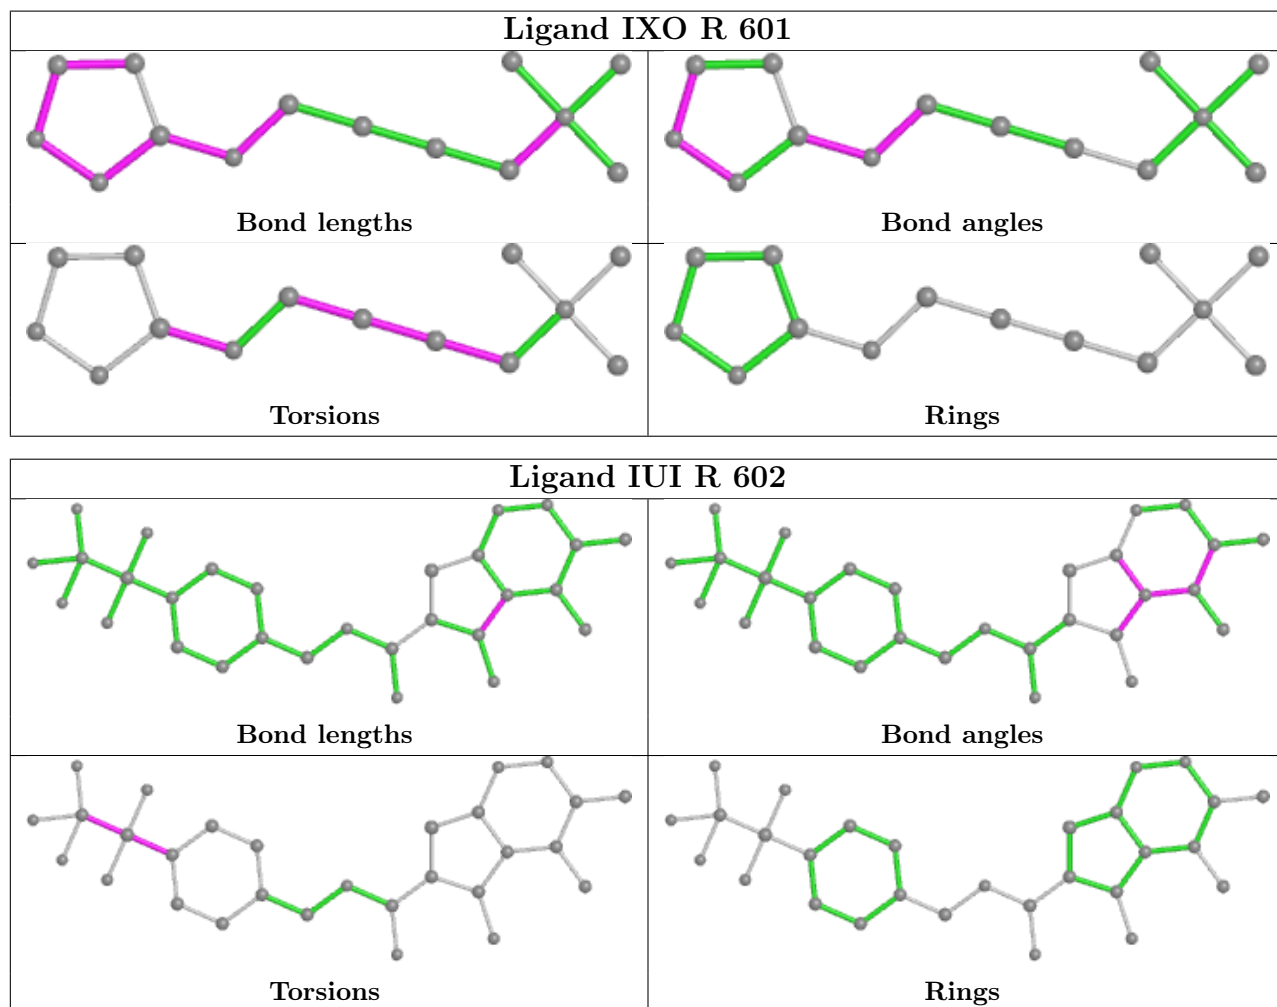 Ligand IXO R 601
Bond lengths
Bond angles
Torsions
Rings
Ligand IUI R 602
Bond lengths
Bond angles
Torsions
Rings